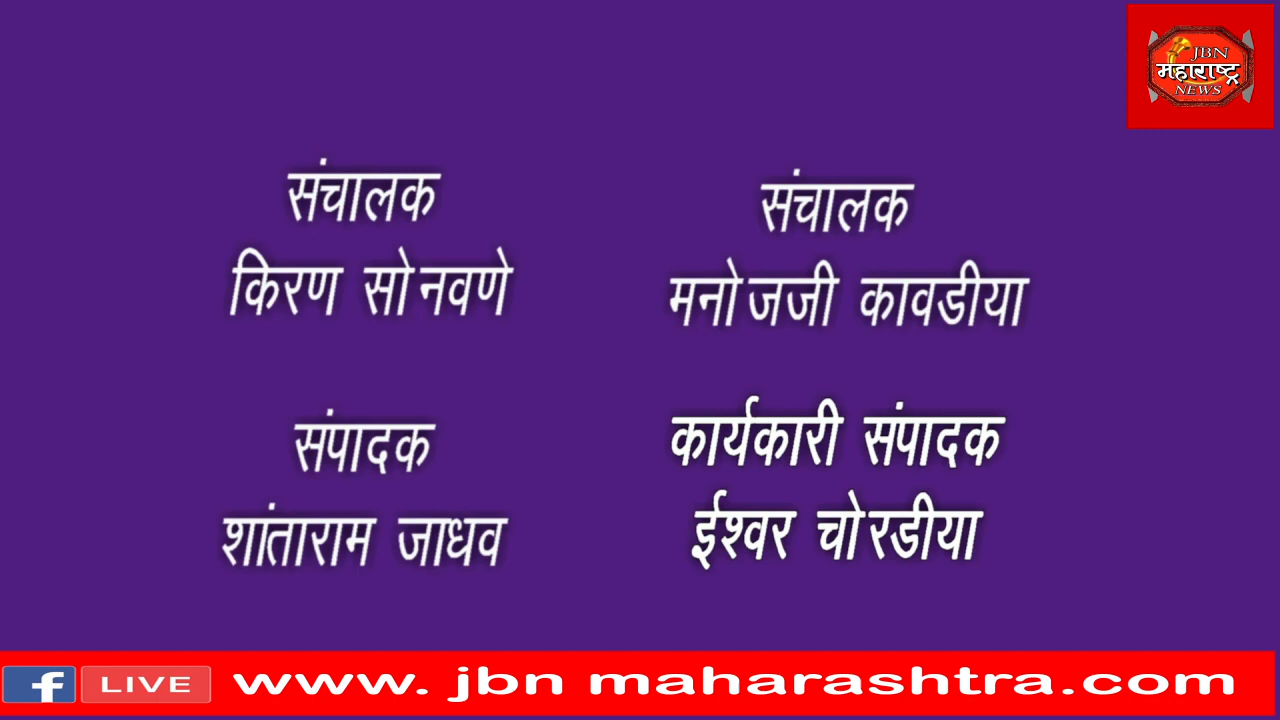 JBN
महाराष्ट्र
NEWS
संचालक
किरण सोनवणे
संचालक
मनोजजी कावडीया
संपादक
शांताराम जाधव
कार्यकारी संपादक
ईश्वर चोरडीया
f LIVE www. jbn maharashtra.com